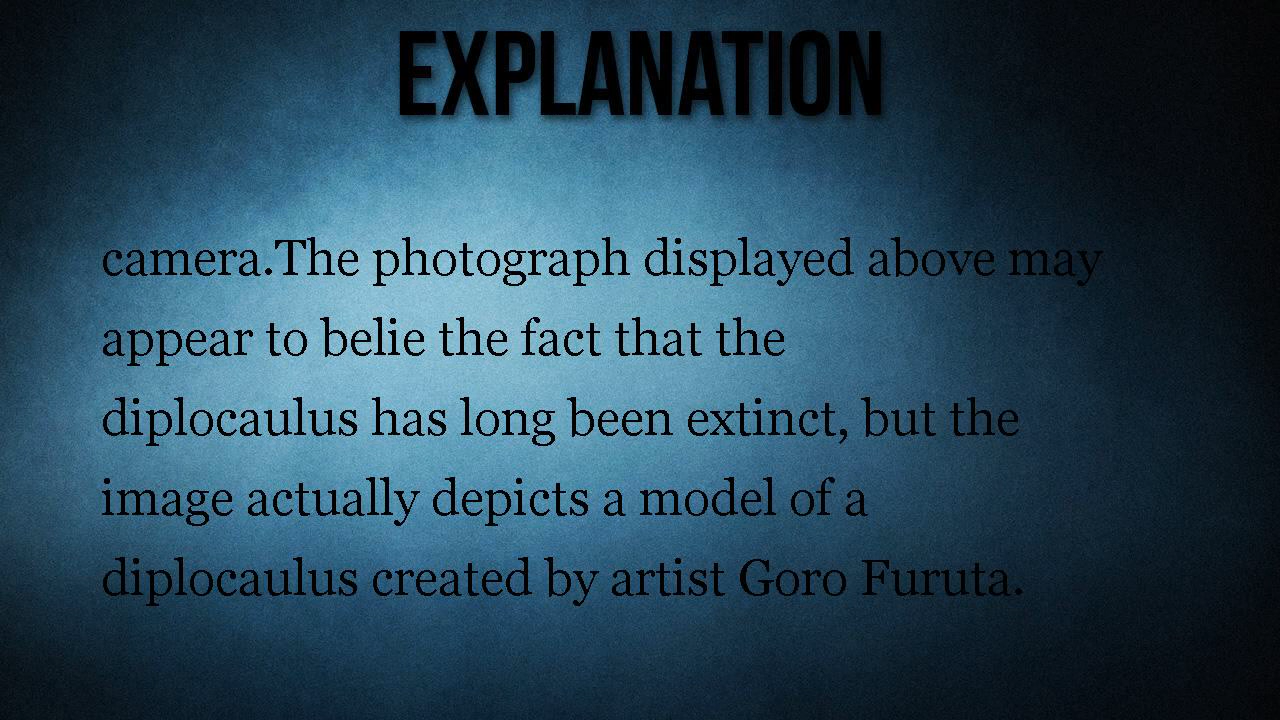 EXPLANATION
camera.The photograph displayed above may
appear to belie the fact that the
diplocaulus has long been extinct, but the
image actually depicts a model of a
diplocaulus created by artist Goro Furuta.